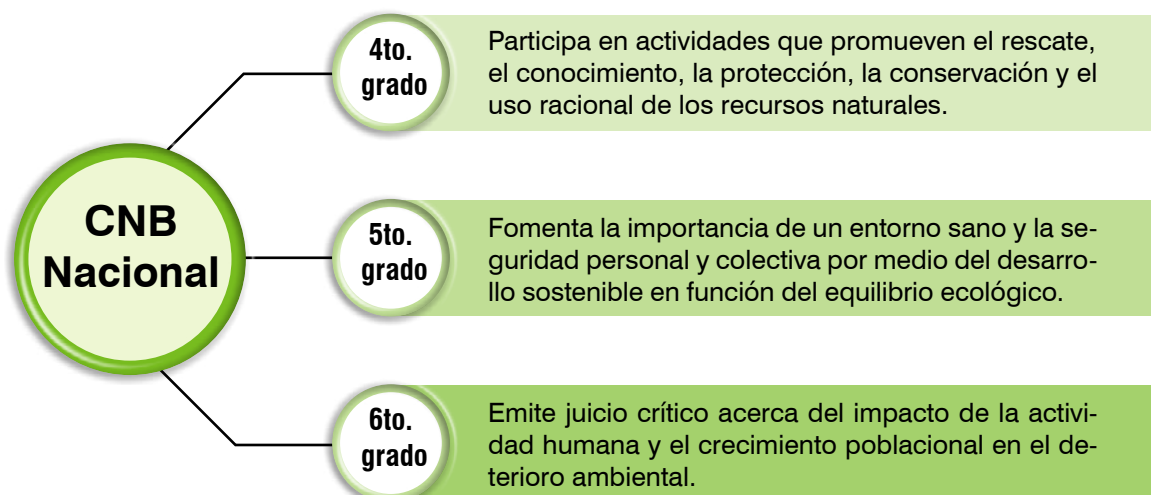 4to.
grado
Participa en actividades que promueven el rescate,
el conocimiento, la protección, la conservación y el
uso racional de los recursos naturales.
CNB
Nacional
5to.
grado
Fomenta la importancia de un entorno sano y la se-
guridad personal y colectiva por medio del desarro-
llo sostenible en función del equilibrio ecológico.
6to.
grado
Emite juicio crítico acerca del impacto de la activi-
dad humana y el crecimiento poblacional en el de-
terioro ambiental.